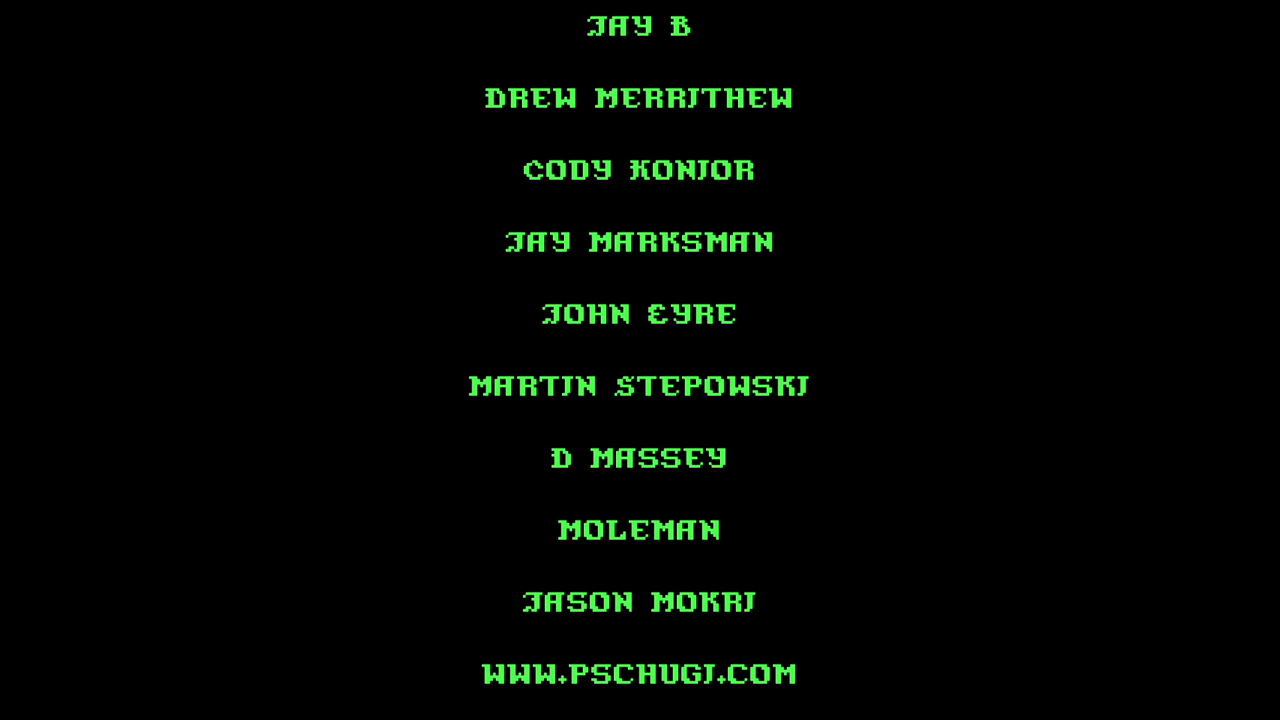 JAY B
DREW MERRITHEW
CODY KONIOR
JAY MARKSMAN
JOHN EYRE
MARTIN STEPOWSKI
D MASSEY
MOLEMAN
JASON MOKRI
WWW.PSCHUGI.COM